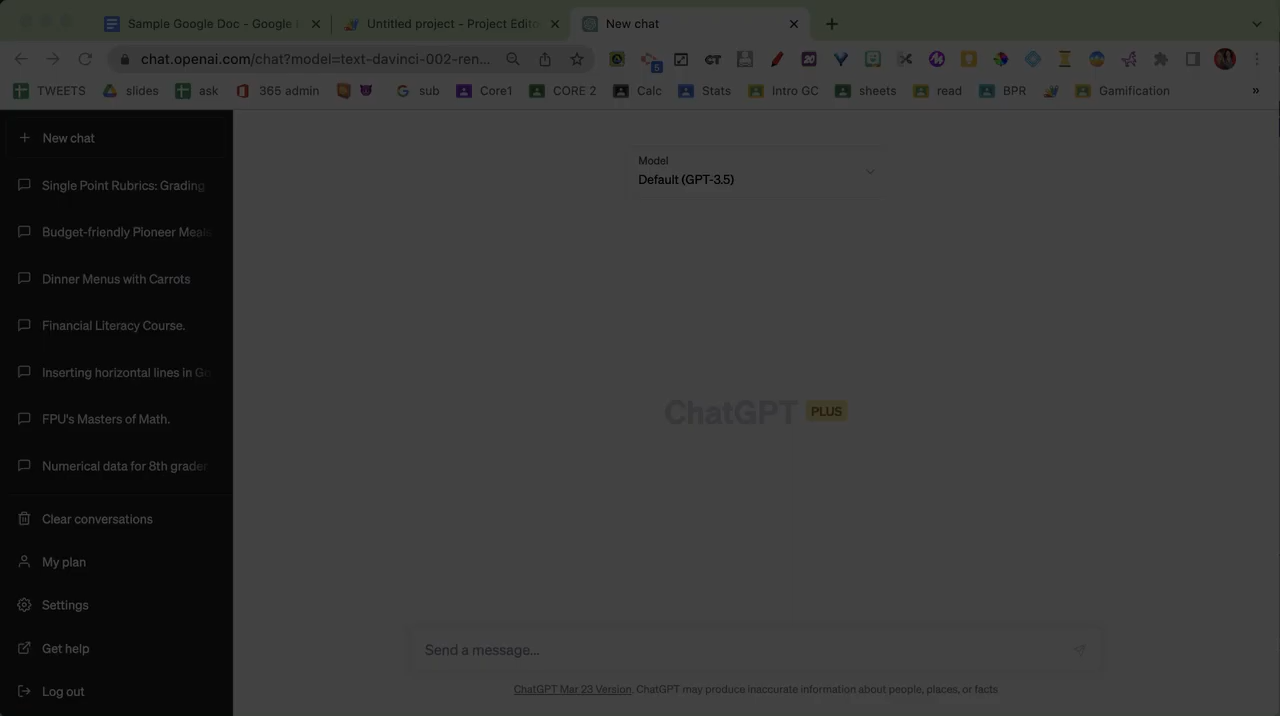 Sample Google Doc - Google
Untitled project - Project Edito
New chat
chat.openai.com/chat?model=text-davinci-002-ren...
5
CT
20
TWEETS
slides
ask
365 admin
sub
Core1
CORE 2
Calc
Stats
Intro GC
sheets
read
BPR
Gamification
»
+ New chat
Single Point Rubrics: Grading
Budget-friendly Pioneer Meals
Dinner Menus with Carrots
Financial Literacy Course.
Inserting horizontal lines in Go
FPU's Masters of Math.
Numerical data for 8th grader
Clear conversations
My plan
Settings
Get help
Log out
Model
Default (GPT-3.5)
ChatGPT PLUS
Send a message...
ChatGPT Mar 23 Version. ChatGPT may produce inaccurate information about people, places, or facts